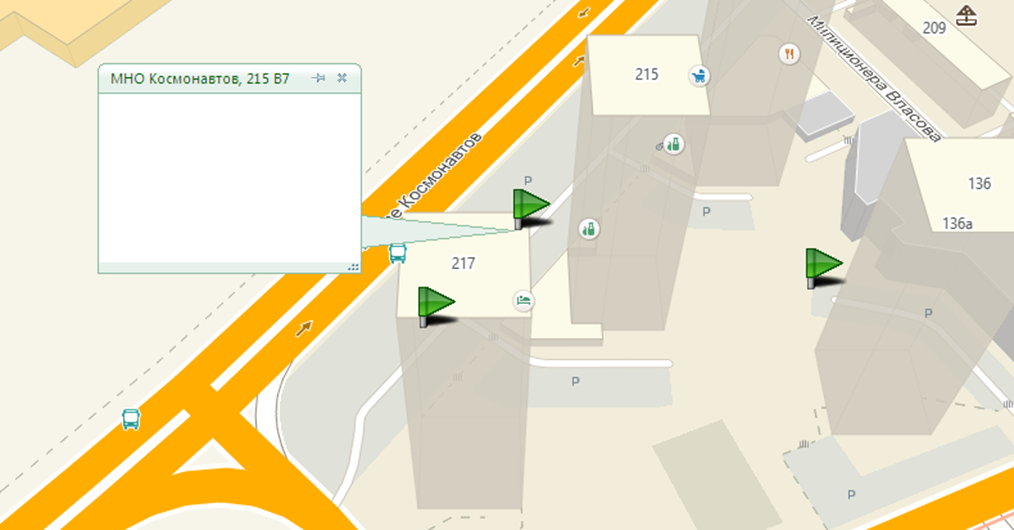 МНО Космонавтов, 215 В7
209
Милиционера Власова
215
136
136а
е Космонавтов
217
P
P
P
P
P